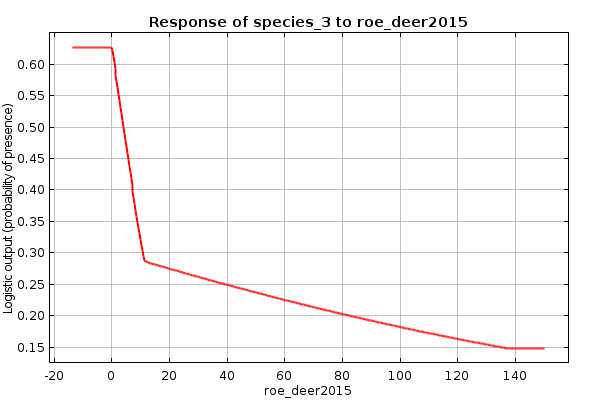 Response of species_3 to roe_deer2015
Logistic output (probability of presence)
0.60
0.55
0.50
0.45
0.40
0.35
0.30
0.25
0.20
0.15
-20 0 20 40 60 80 100 120 140
roe_deer2015